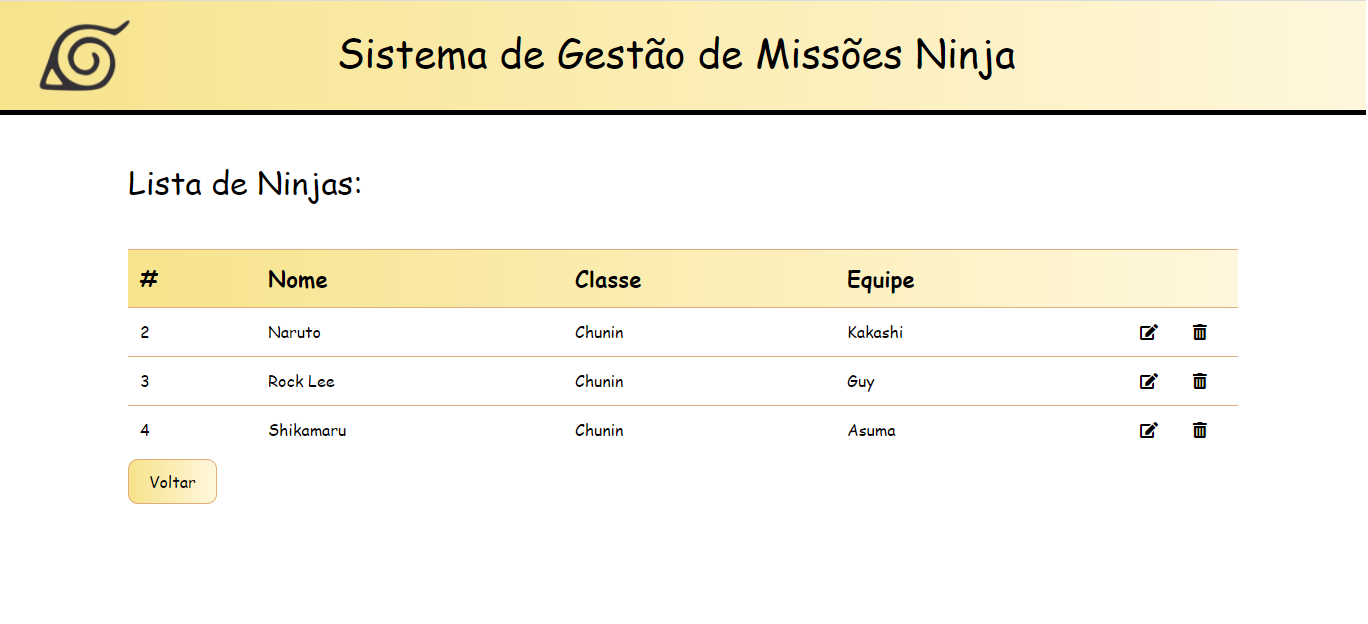 Sistema de Gestão de Missões Ninja
Lista de Ninjas:
# Nome Classe Equipe
2 Naruto Chunin Kakashi
3 Rock Lee Chunin Guy
4 Shikamaru Chunin Asuma
Voltar